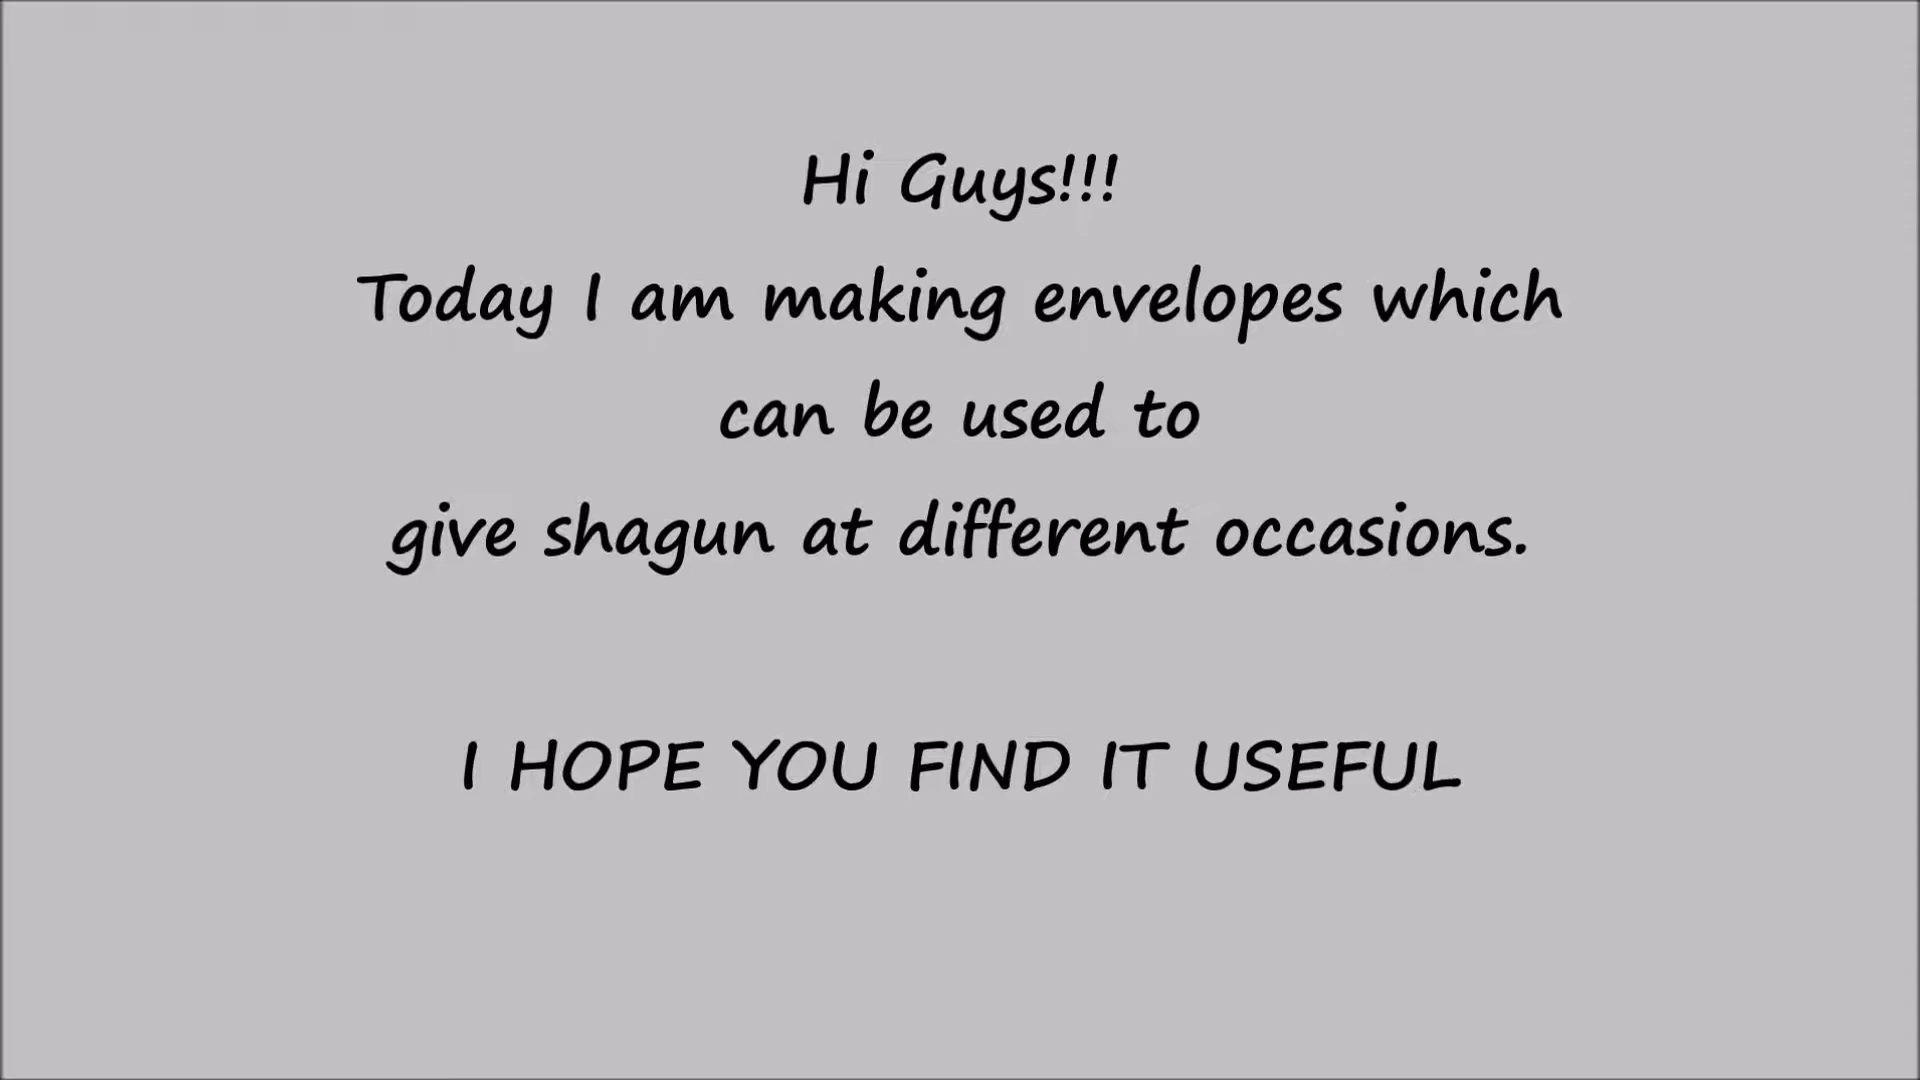 Hi Guys!!!
Today I am making envelopes which
can be used to
give shagun at different occasions.
I HOPE YOU FIND IT USEFUL